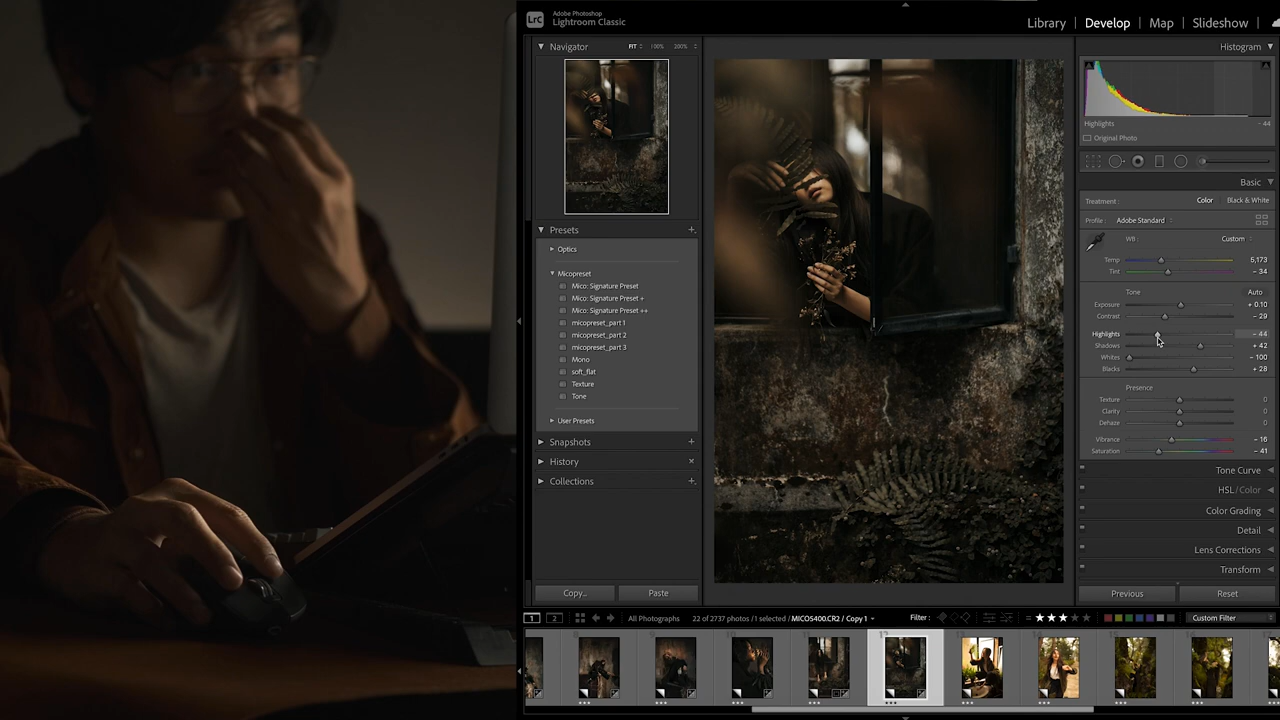 LrC
Adobe Photoshop
Lightroom Classic
Library | Develop | Map | Slideshow |
Navigator FIT 100% 200%
Presets
Optics
Micopreset
Mico: Signature Preset
Mico: Signature Preset +
Mico: Signature Preset ++
micopreset_part 1
micopreset_part 2
micopreset_part 3
Mono
soft_flat
Texture
Tone
User Presets
Snapshots
History
Collections
Copy...
Paste
Histogram
Highlights - 44
Original Photo
Basic
Treatment : Color Black & White
Profile Adobe Standard
WB : Custom
Temp 5,173
Tint - 34
Tone Auto
Exposure + 0.10
Contrast - 29
Highlights - 44
Shadows + 42
Whites - 100
Blacks + 28
Presence
Texture 0
Clarity 0
Dehaze 0
Vibrance - 16
Saturation - 41
Tone Curve
HSL / Color
Color Grading
Detail
Lens Corrections
Transform
Previous
Reset
1 2 All Photographs 22 of 2737 photos / 1 selected / MICO5400.CR2 / Copy 1 Filter : Custom Filter